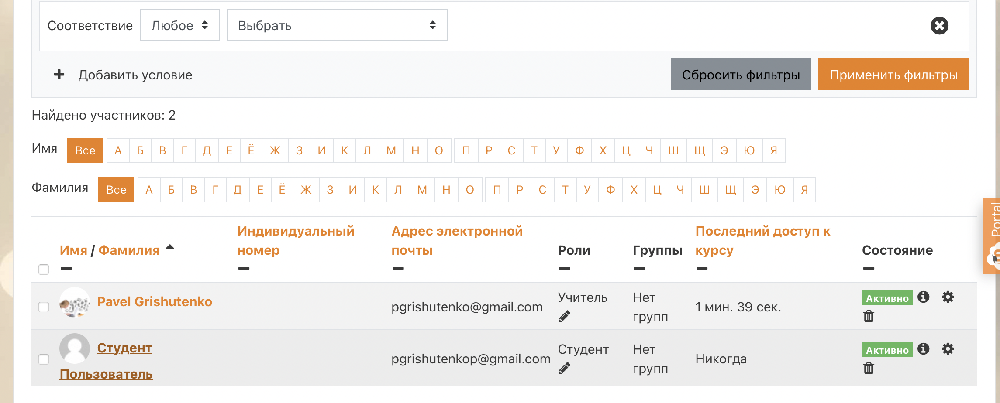 Соответствие Любое Выбрать
Добавить условие Сбросить фильтры Применить фильтры
Найдено участников: 2
Имя Все А Б В Г Д Е Ё Ж З И К Л М Н О П Р С Т У Ф Х Ц Ч Ш Щ Э Ю Я
Фамилия Все А Б В Г Д Е Ё Ж З И К Л М Н О П Р С Т У Ф Х Ц Ч Ш Щ Э Ю Я
Portal
Имя / Фамилия
Индивидуальный
номер
Адрес электронной
почты
Роли
Группы
Последний доступ к
курсу
Состояние
Pavel Grishutenko
pgrishutenko@gmail.com
Учитель
Нет
групп
1 мин. 39 сек.
Активно
Студент
Пользователь
pgrishutenkop@gmail.com
Студент
Нет
групп
Никогда
Активно